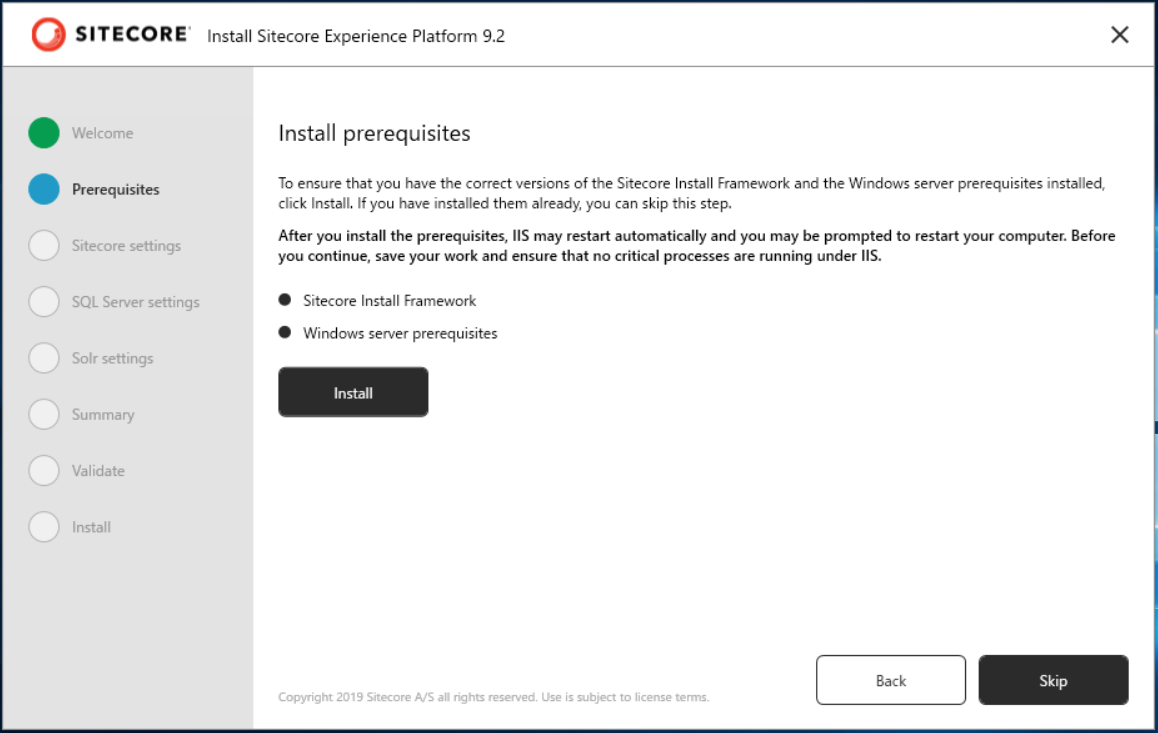 SITECORE Install Sitecore Experience Platform 9.2
Welcome
Prerequisites
Sitecore settings
SQL Server settings
Solr settings
Summary
Validate
Install
Install prerequisites
To ensure that you have the correct versions of the Sitecore Install Framework and the Windows server prerequisites installed,
click Install. If you have installed them already, you can skip this step.
After you install the prerequisites, IIS may restart automatically and you may be prompted to restart your computer. Before
you continue, save your work and ensure that no critical processes are running under IIS.
Sitecore Install Framework
Windows server prerequisites
Install
Back
Skip
Copyright 2019 Sitecore A/S all rights reserved. Use is subject to license terms.